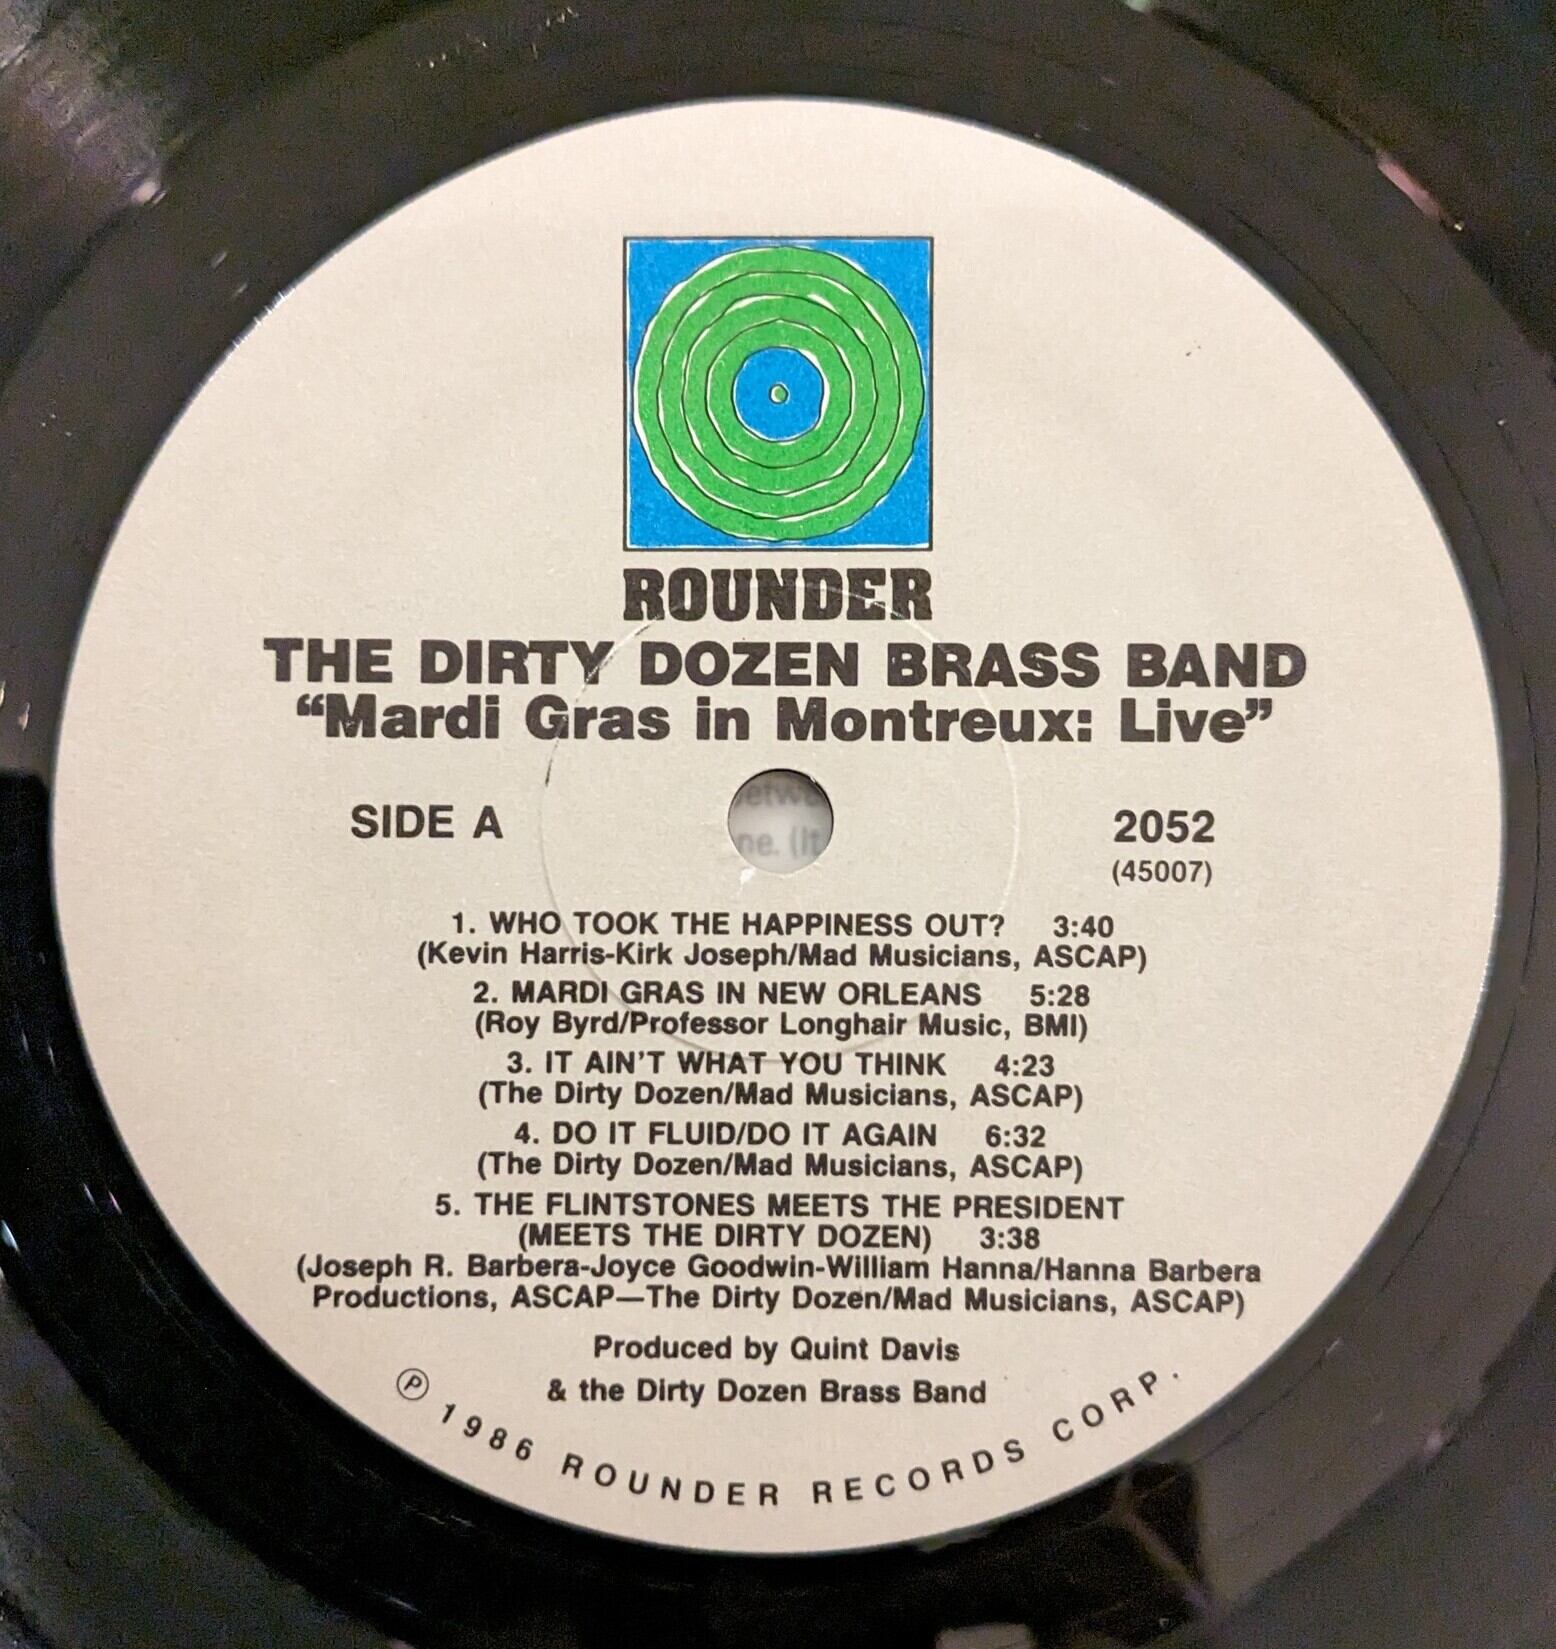 ROUNDER
THE DIRTY DOZEN BRASS BAND
“Mardi Gras in Montreux: Live”
SIDE A
2052
(45007)
ne. (It
1. WHO TOOK THE HAPPINESS OUT? 3:40
(Kevin Harris-Kirk Joseph/Mad Musicians, ASCAP)
2. MARDI GRAS IN NEW ORLEANS 5:28
(Roy Byrd/Professor Longhair Music, BMI)
3. IT AIN'T WHAT YOU THINK 4:23
(The Dirty Dozen/Mad Musicians, ASCAP)
4. DO IT FLUID/DO IT AGAIN 6:32
(The Dirty Dozen/Mad Musicians, ASCAP)
5. THE FLINTSTONES MEETS THE PRESIDENT
(MEETS THE DIRTY DOZEN) 3:38
(Joseph R. Barbera-Joyce Goodwin-William Hanna/Hanna Barbera
Productions, ASCAP—The Dirty Dozen/Mad Musicians, ASCAP)
Produced by Quint Davis
& the Dirty Dozen Brass Band
Ⓟ 1986 ROUNDER RECORDS CORP.